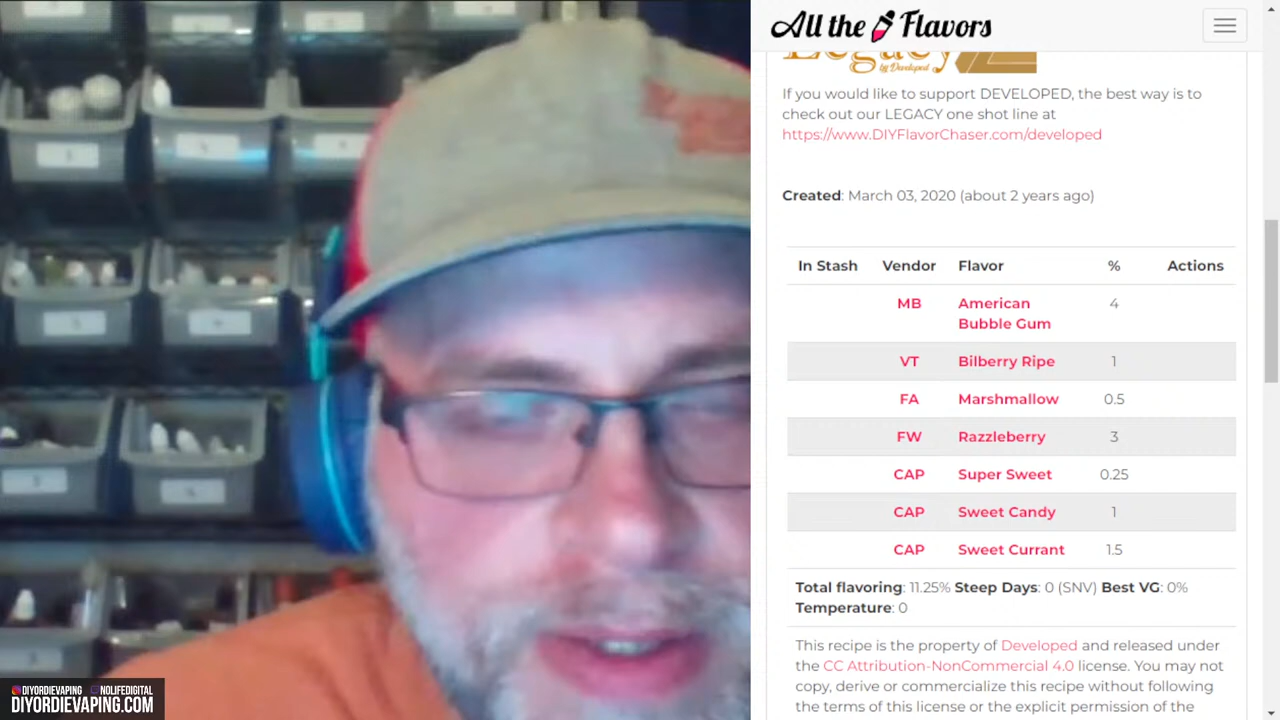 All the Flavors
Legacy
by Developed
If you would like to support DEVELOPED, the best way is to
check out our LEGACY one shot line at
https://www.DIYFlavorChaser.com/developed
Created: March 03, 2020 (about 2 years ago)
In Stash Vendor Flavor % Actions
MB American Bubble Gum 4
VT Bilberry Ripe 1
FA Marshmallow 0.5
FW Razzleberry 3
CAP Super Sweet 0.25
CAP Sweet Candy 1
CAP Sweet Currant 1.5
Total flavoring: 11.25% Steep Days: 0 (SNV) Best VG: 0%
Temperature: 0
This recipe is the property of Developed and released under
the CC Attribution-NonCommercial 4.0 license. You may not
copy, derive or commercialize this recipe without following
the terms of this license or the explicit permission of the
DIYORDIEVAPING NOLIFEDIGITAL
DIYORDIEVAPING.COM